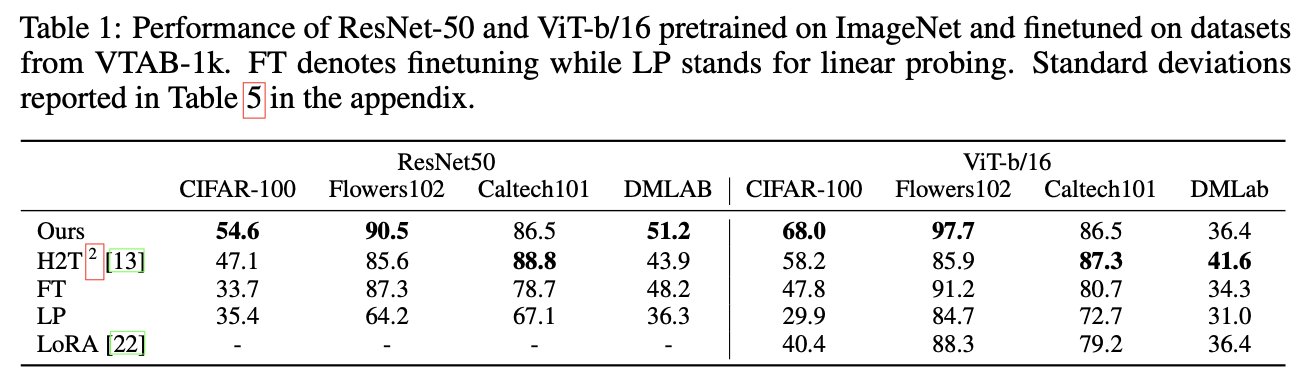 Table 1: Performance of ResNet-50 and ViT-b/16 pretrained on ImageNet and finetuned on datasets
from VTAB-1k. FT denotes finetuning while LP stands for linear probing. Standard deviations
reported in Table 5 in the appendix.
ResNet50 ViT-b/16
CIFAR-100 Flowers102 Caltech101 DMLAB CIFAR-100 Flowers102 Caltech101 DMLab
Ours 54.6 90.5 86.5 51.2 68.0 97.7 86.5 36.4
H2T 2 [13] 47.1 85.6 88.8 43.9 58.2 85.9 87.3 41.6
FT 33.7 87.3 78.7 48.2 47.8 91.2 80.7 34.3
LP 35.4 64.2 67.1 36.3 29.9 84.7 72.7 31.0
LoRA [22] - - - - 40.4 88.3 79.2 36.4